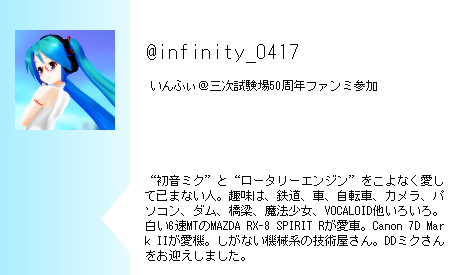 @infinity_0417
いんふぃ@三次試験場50周年ファンミ参加
“初音ミク”と“ロータリーエンジン”をこよなく愛し
て已まない人。趣味は、鉄道、車、自転車、カメラ、パ
ソコン、ダム、橋梁、魔法少女、VOCALOID他いろいろ。
白い6速MTのMAZDA RX-8 SPIRIT Rが愛車。Canon 7D Mar
k IIが愛機。しがない機械系の技術屋さん。DDミクさん
をお迎えしました。